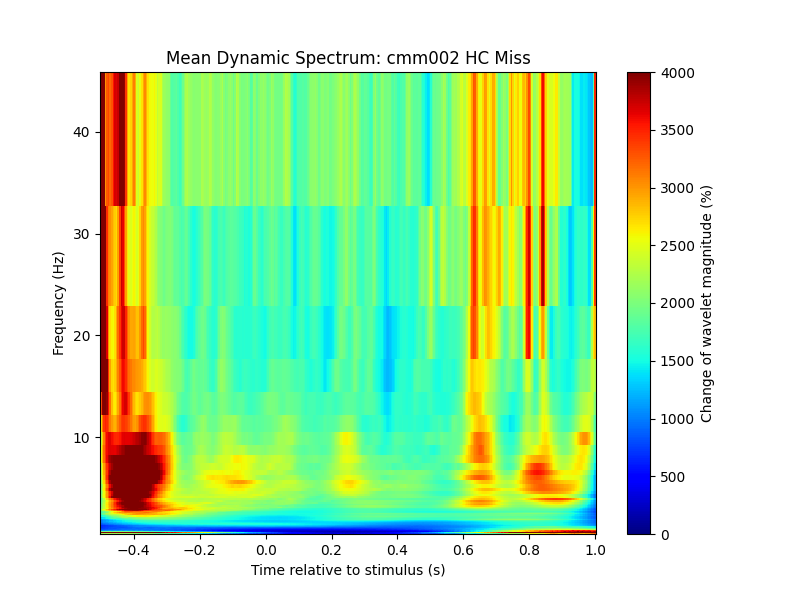 Mean Dynamic Spectrum: cmm002 HC Miss
40
30
20
10
Frequency (Hz)
−0.4 −0.2 0.0 0.2 0.4 0.6 0.8 1.0
Time relative to stimulus (s)
4000
3500
3000
2500
2000
1500
1000
500
0
Change of wavelet magnitude (%)